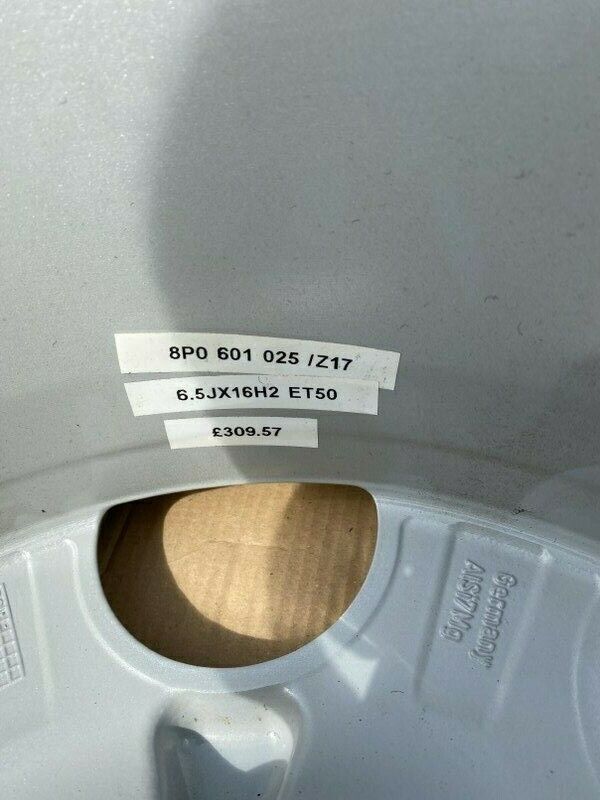 8P0 601 025 /Z17
6.5JX16H2 ET50
£309.57
Germany
AlSi7Mg